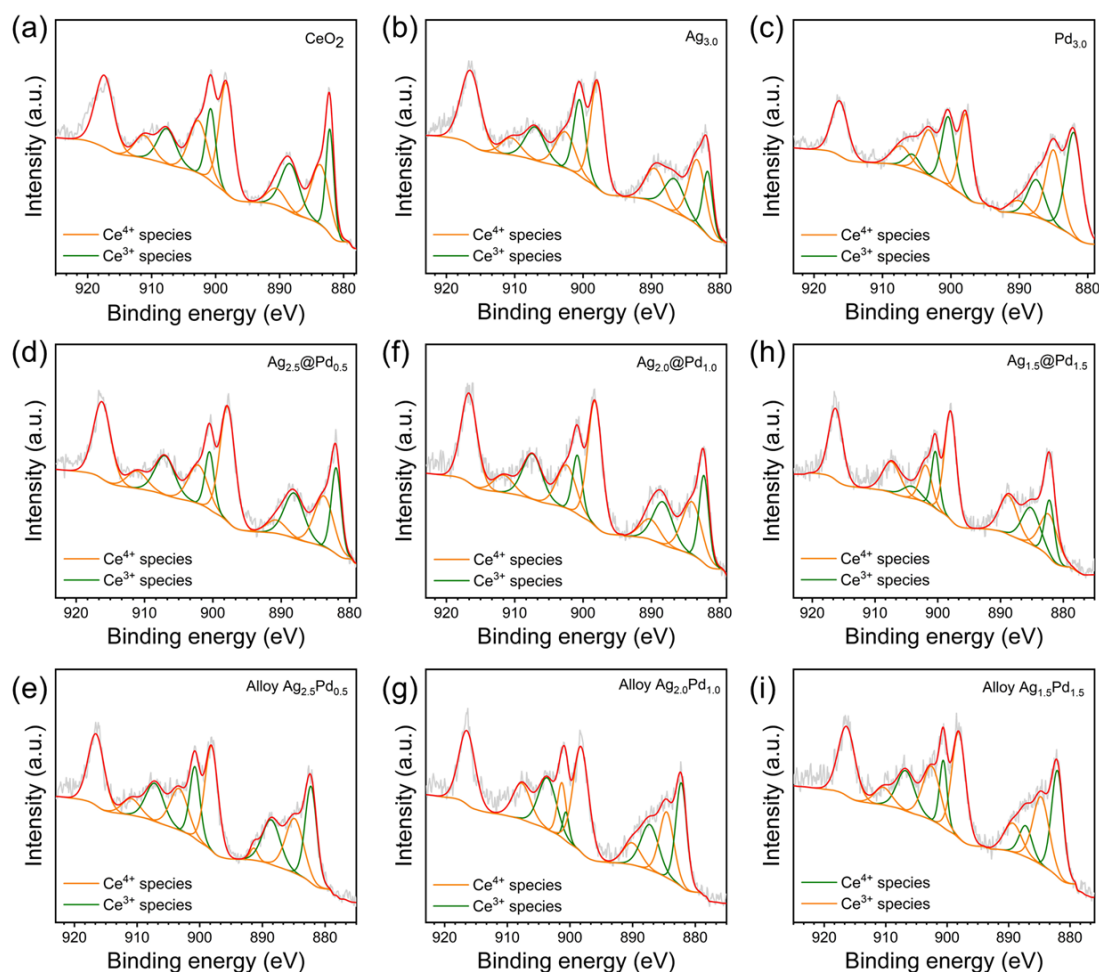 (a)
CeO2
Intensity (a.u.)
Ce4+ species
Ce3+ species
920 910 900 890 880
Binding energy (eV)
(b)
Ag3.0
Intensity (a.u.)
Ce4+ species
Ce3+ species
920 910 900 890 880
Binding energy (eV)
(c)
Pd3.0
Intensity (a.u.)
Ce4+ species
Ce3+ species
920 910 900 890 880
Binding energy (eV)
(d)
Ag2.5@Pd0.5
Intensity (a.u.)
Ce4+ species
Ce3+ species
920 910 900 890 880
Binding energy (eV)
(f)
Ag2.0@Pd1.0
Intensity (a.u.)
Ce4+ species
Ce3+ species
920 910 900 890 880
Binding energy (eV)
(h)
Ag1.5@Pd1.5
Intensity (a.u.)
Ce4+ species
Ce3+ species
920 910 900 890 880
Binding energy (eV)
(e)
Alloy Ag2.5Pd0.5
Intensity (a.u.)
Ce4+ species
Ce3+ species
920 910 900 890 880
Binding energy (eV)
(g)
Alloy Ag2.0Pd1.0
Intensity (a.u.)
Ce4+ species
Ce3+ species
920 910 900 890 880
Binding energy (eV)
(i)
Alloy Ag1.5Pd1.5
Intensity (a.u.)
Ce4+ species
Ce3+ species
920 910 900 890 880
Binding energy (eV)